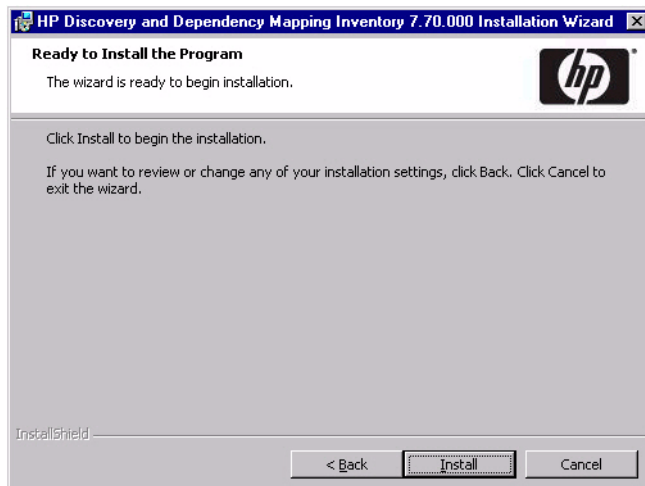 HP Discovery and Dependency Mapping Inventory 7.70.000 Installation Wizard
Ready to Install the Program
The wizard is ready to begin installation.
hp
Click Install to begin the installation.
If you want to review or change any of your installation settings, click Back. Click Cancel to
exit the wizard.
InstallShield
< Back Install Cancel